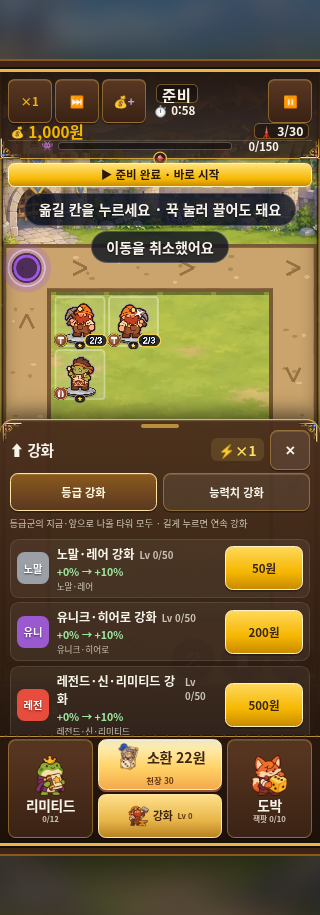 ×1
준비
0:58
1,000원
3/30
0/150
▶ 준비 완료 · 바로 시작
옮길 칸을 누르세요 · 꾹 눌러 끌어도 돼요
이동을 취소했어요
2/3
2/3
강화
⚡×1
×
등급 강화
능력치 강화
등급군의 지금·앞으로 나올 타워 모두 · 길게 누르면 연속 강화
노말
노말·레어 강화 Lv 0/50
+0% → +10%
노말·레어
50원
유니
유니크·히어로 강화 Lv 0/50
+0% → +10%
유니크·히어로
200원
레전
레전드·신·리미티드 강화 Lv 0/50
+0% → +10%
레전드·신·리미티드
500원
리미티드
0/12
소환 22원
천장 30
강화 Lv 0
도박
잭팟 0/10